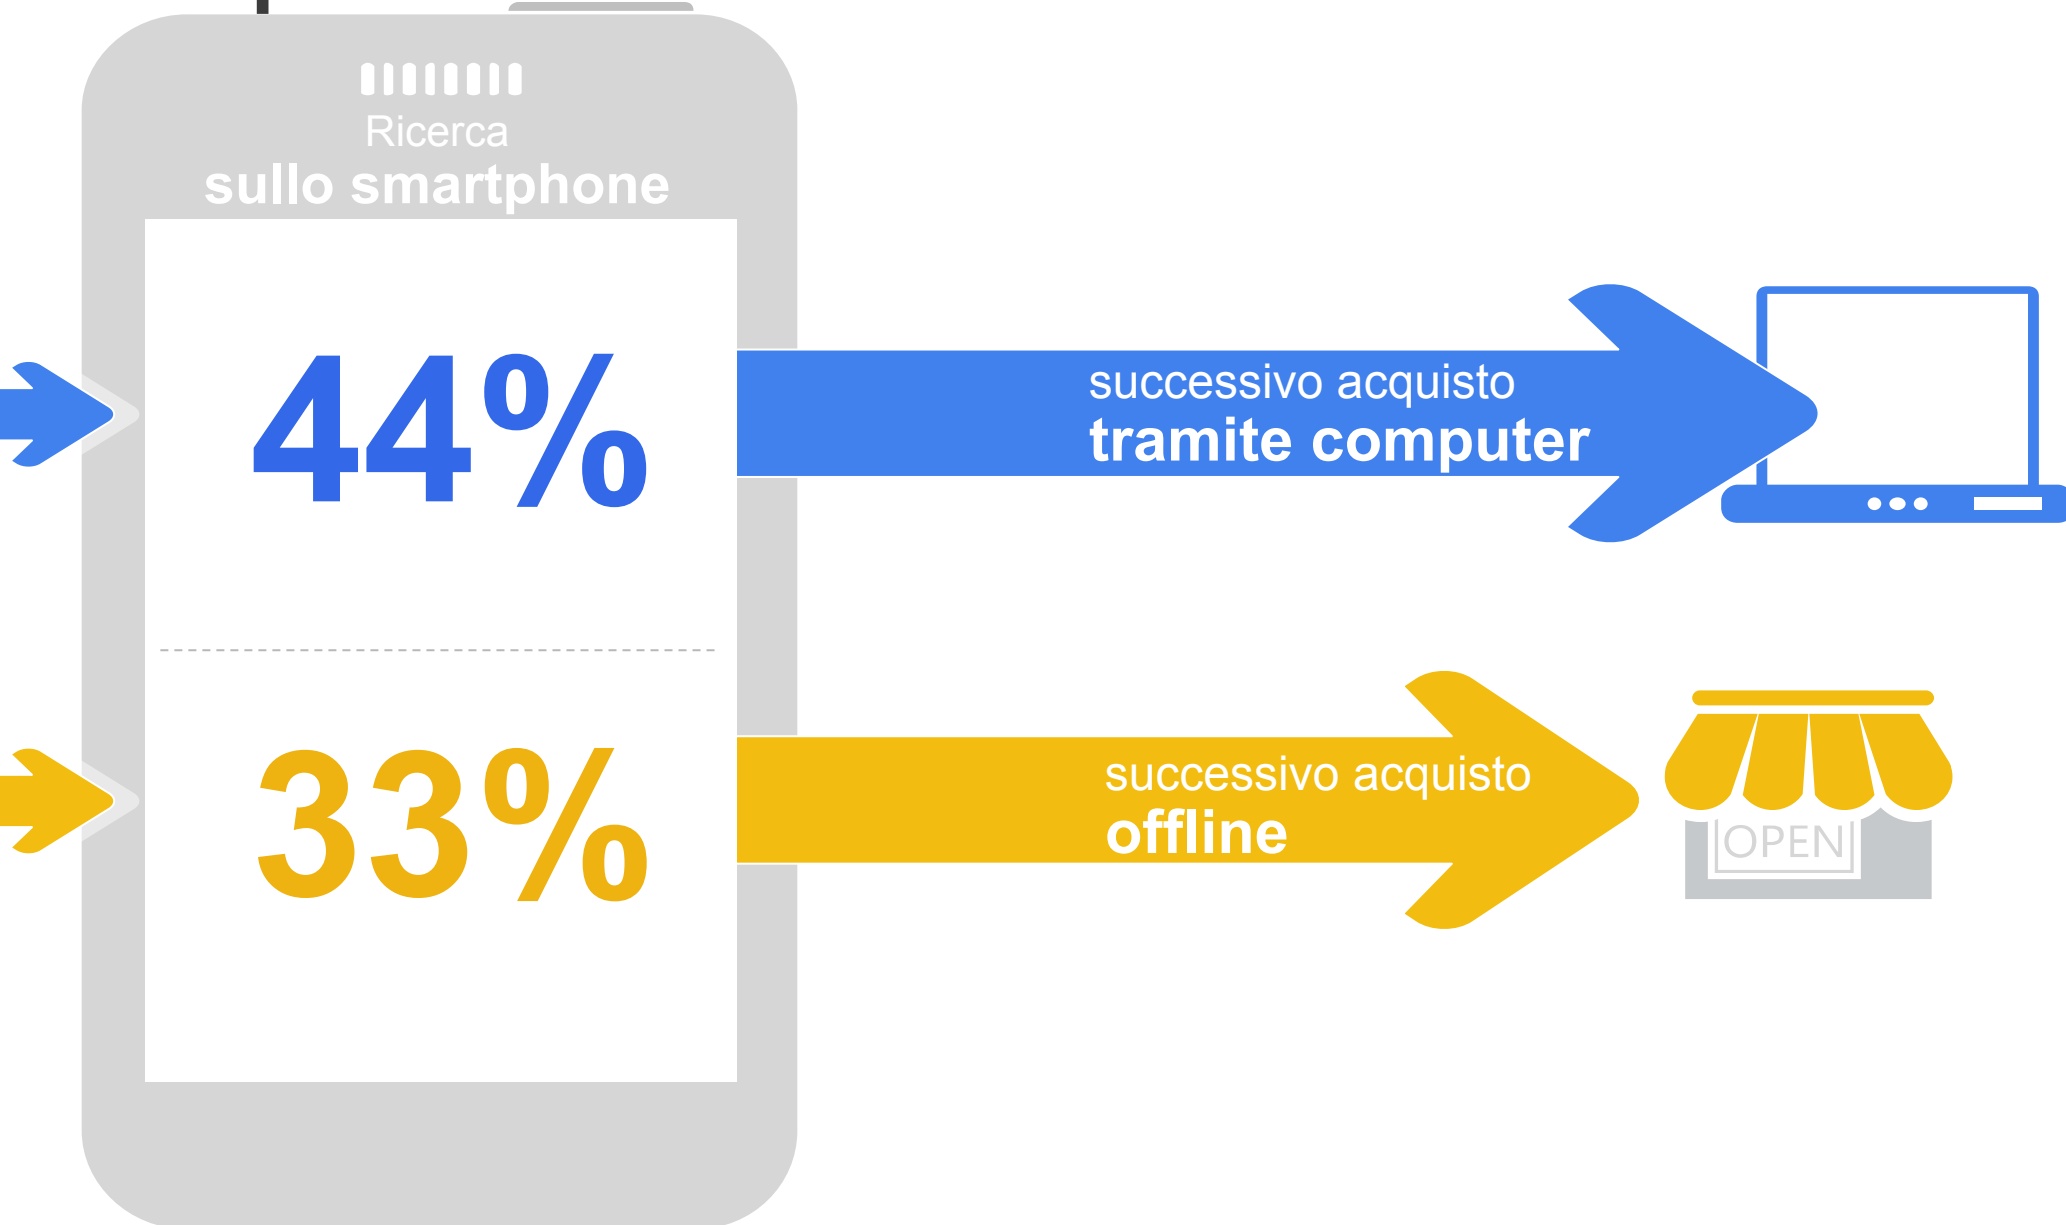 Ricerca
sullo smartphone
44%
successivo acquisto
tramite computer
33%
successivo acquisto
offline
OPEN